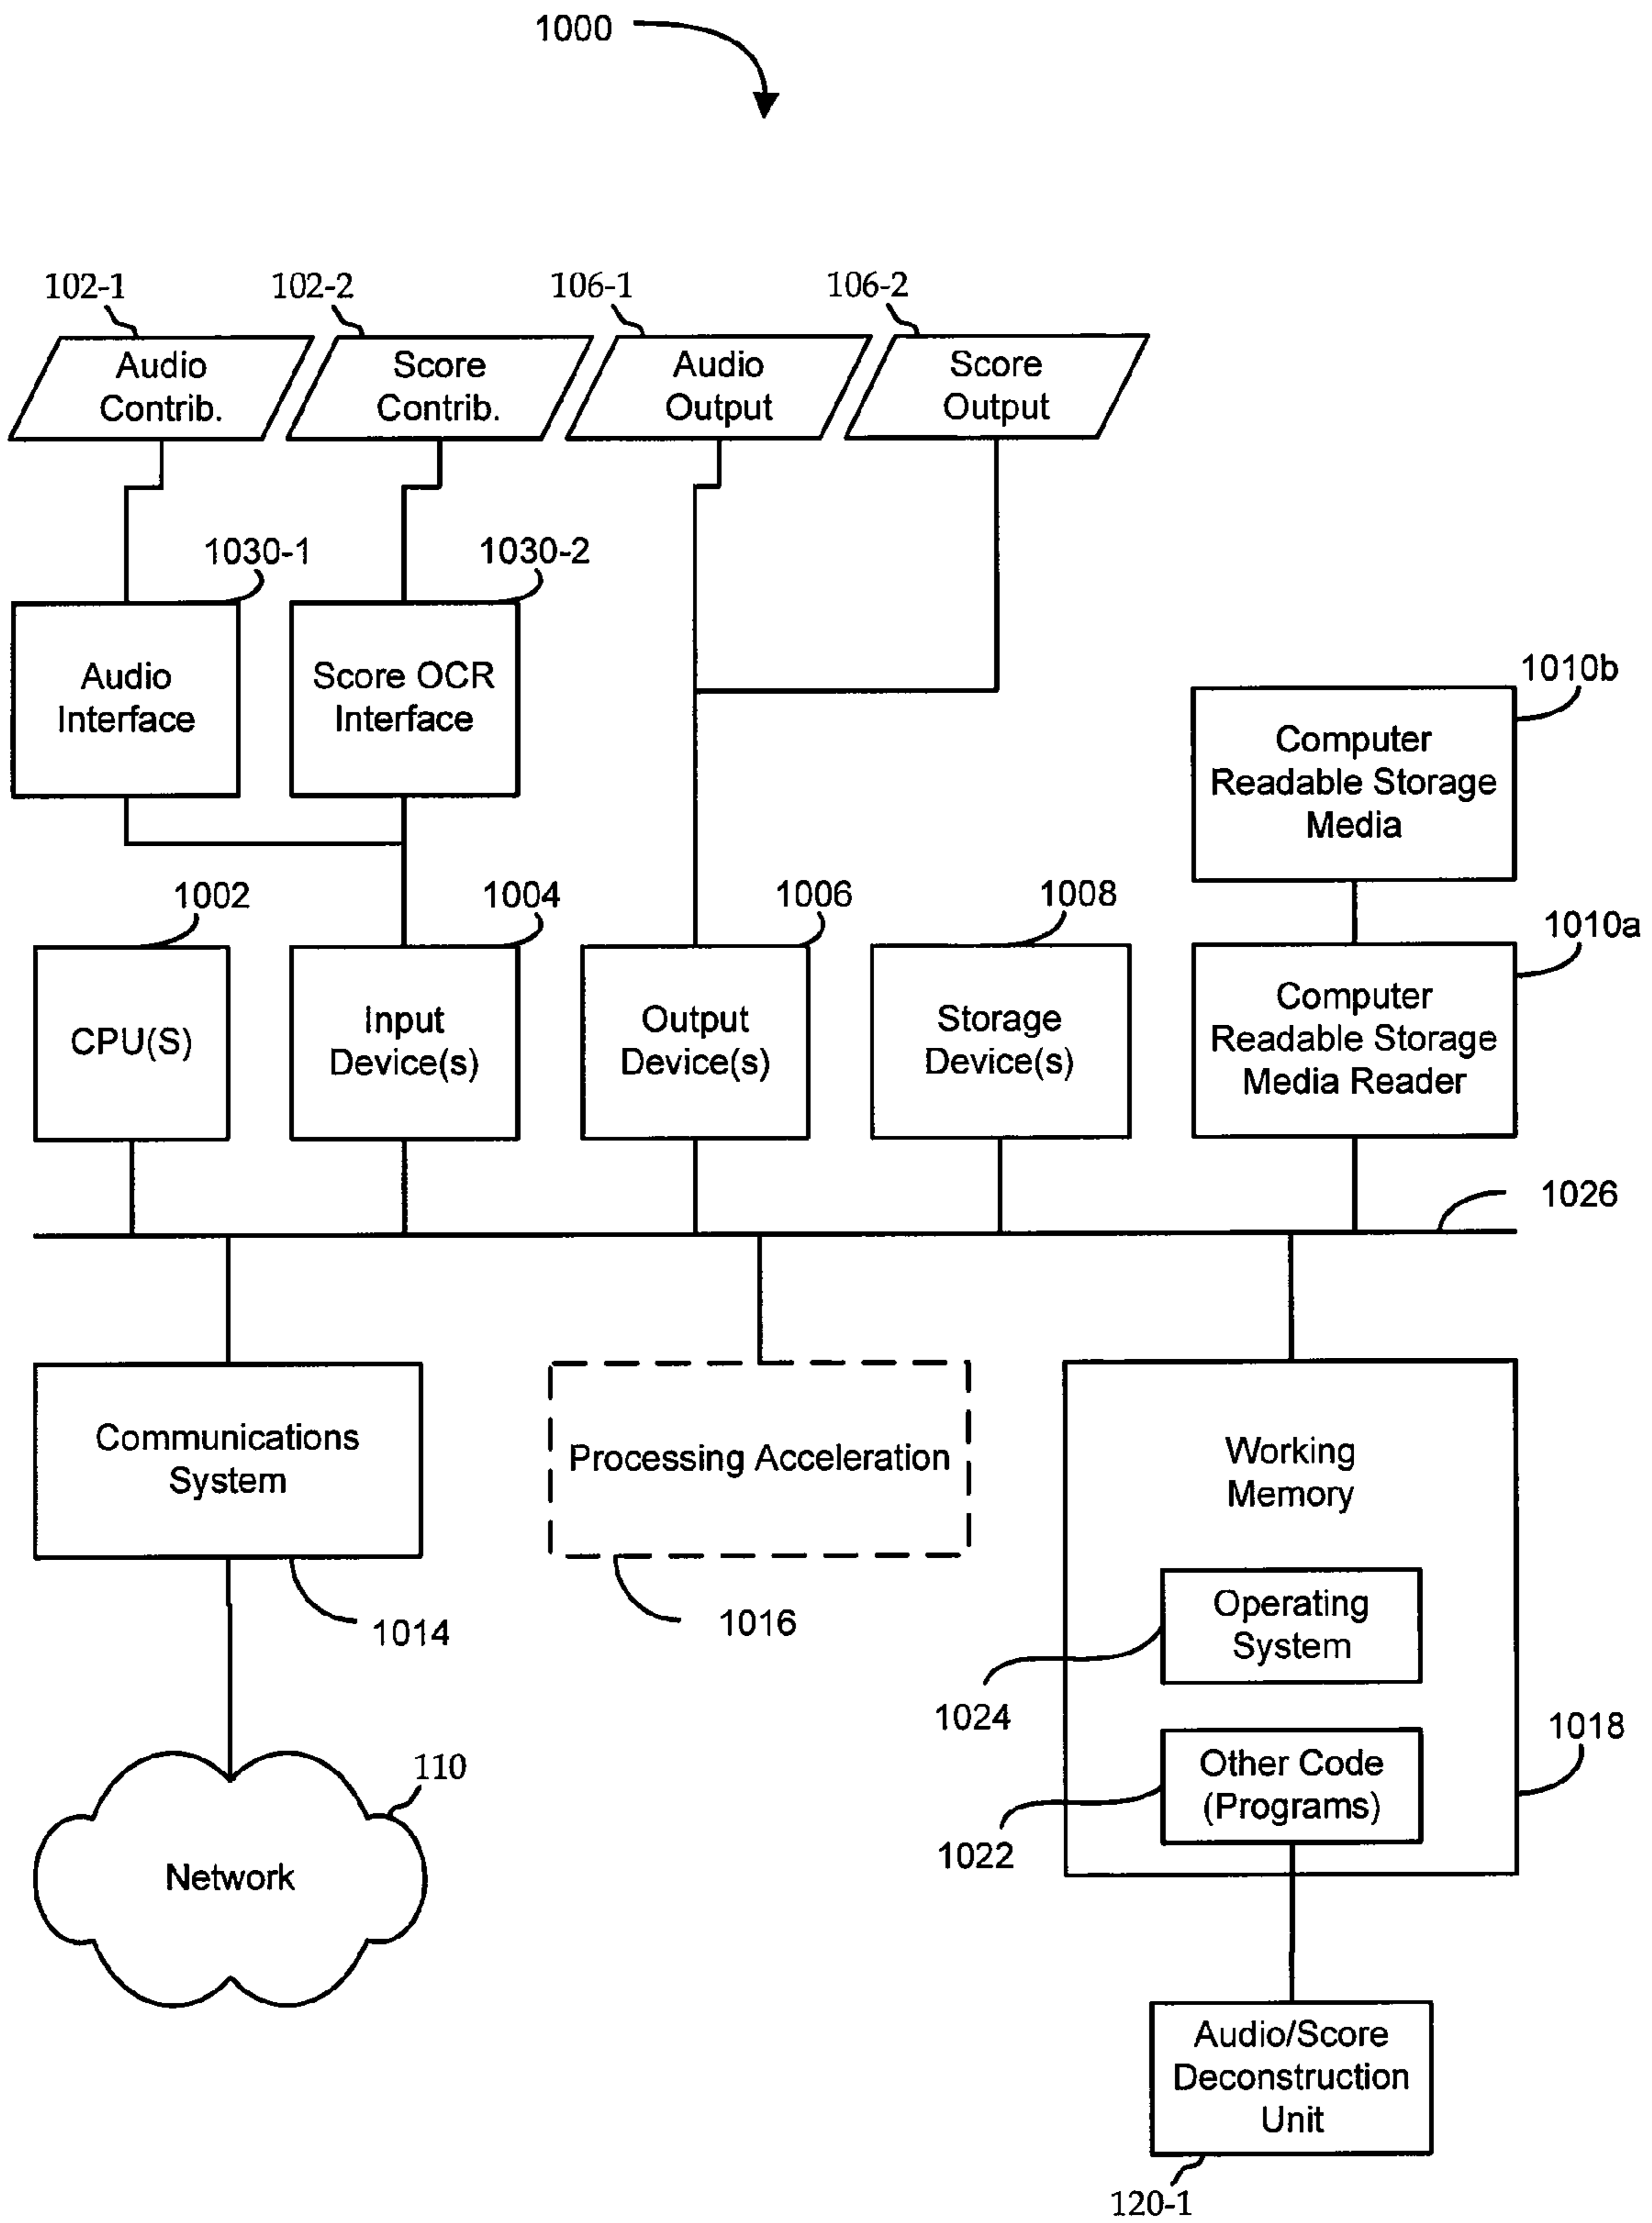 1000
102-1
102-2
106-1
106-2
Audio
Contrib.
Score
Contrib.
Audio
Output
Score
Output
1030-1
1030-2
Audio
Interface
Score OCR
Interface
1010b
Computer
Readable Storage
Media
1002
1004
1006
1008
1010a
CPU(S)
Input
Device(s)
Output
Device(s)
Storage
Device(s)
Computer
Readable Storage
Media Reader
1026
Communications
System
Processing Acceleration
Working
Memory
1014
1016
Operating
System
1024
1018
Other Code
(Programs)
1022
110
Network
Audio/Score
Deconstruction
Unit
120-1